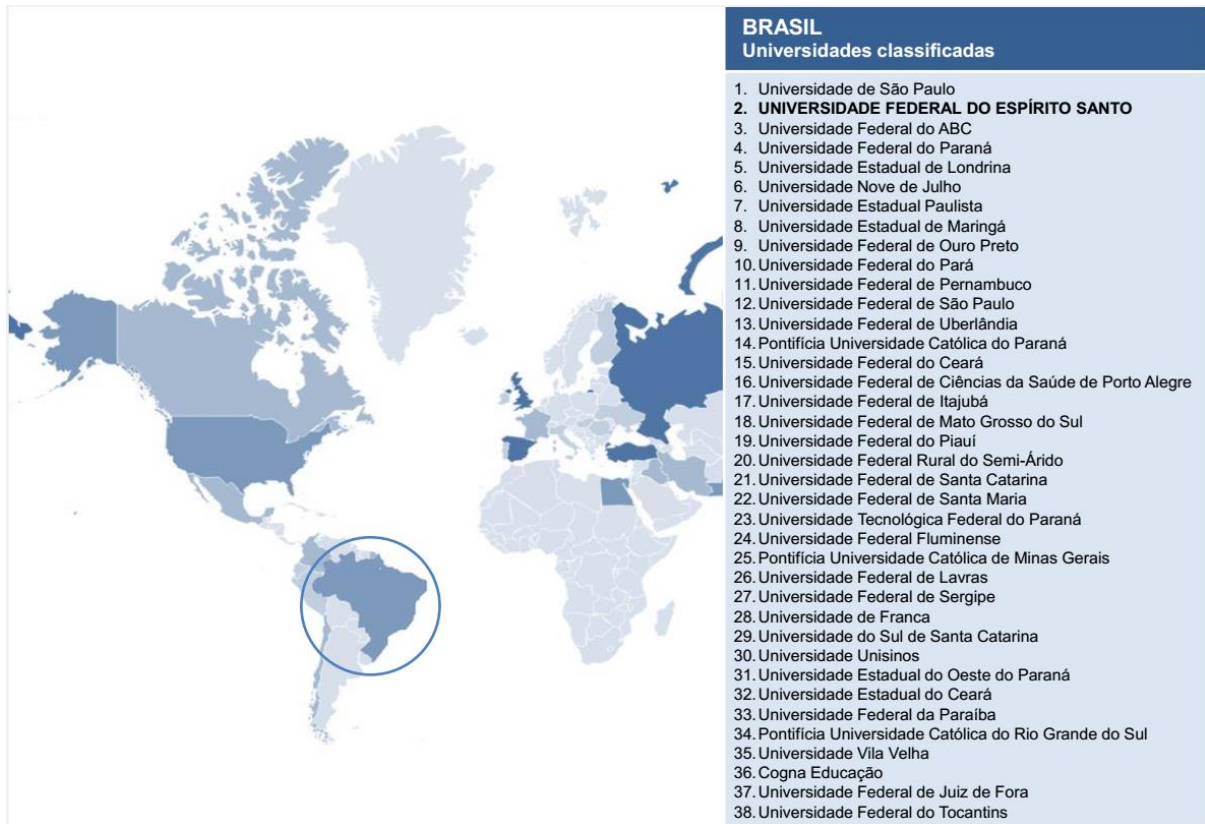 BRASIL
Universidades classificadas
1. Universidade de São Paulo
2. UNIVERSIDADE FEDERAL DO ESPÍRITO SANTO
3. Universidade Federal do ABC
4. Universidade Federal do Paraná
5. Universidade Estadual de Londrina
6. Universidade Nove de Julho
7. Universidade Estadual Paulista
8. Universidade Estadual de Maringá
9. Universidade Federal de Ouro Preto
10. Universidade Federal do Pará
11. Universidade Federal de Pernambuco
12. Universidade Federal de São Paulo
13. Universidade Federal de Uberlândia
14. Pontifícia Universidade Católica do Paraná
15. Universidade Federal do Ceará
16. Universidade Federal de Ciências da Saúde de Porto Alegre
17. Universidade Federal de Itajubá
18. Universidade Federal de Mato Grosso do Sul
19. Universidade Federal do Piauí
20. Universidade Federal Rural do Semi-Árido
21. Universidade Federal de Santa Catarina
22. Universidade Federal de Santa Maria
23. Universidade Tecnológica Federal do Paraná
24. Universidade Federal Fluminense
25. Pontifícia Universidade Católica de Minas Gerais
26. Universidade Federal de Lavras
27. Universidade Federal de Sergipe
28. Universidade de Franca
29. Universidade do Sul de Santa Catarina
30. Universidade Unisinos
31. Universidade Estadual do Oeste do Paraná
32. Universidade Estadual do Ceará
33. Universidade Federal da Paraíba
34. Pontifícia Universidade Católica do Rio Grande do Sul
35. Universidade Vila Velha
36. Cogna Educação
37. Universidade Federal de Juiz de Fora
38. Universidade Federal do Tocantins